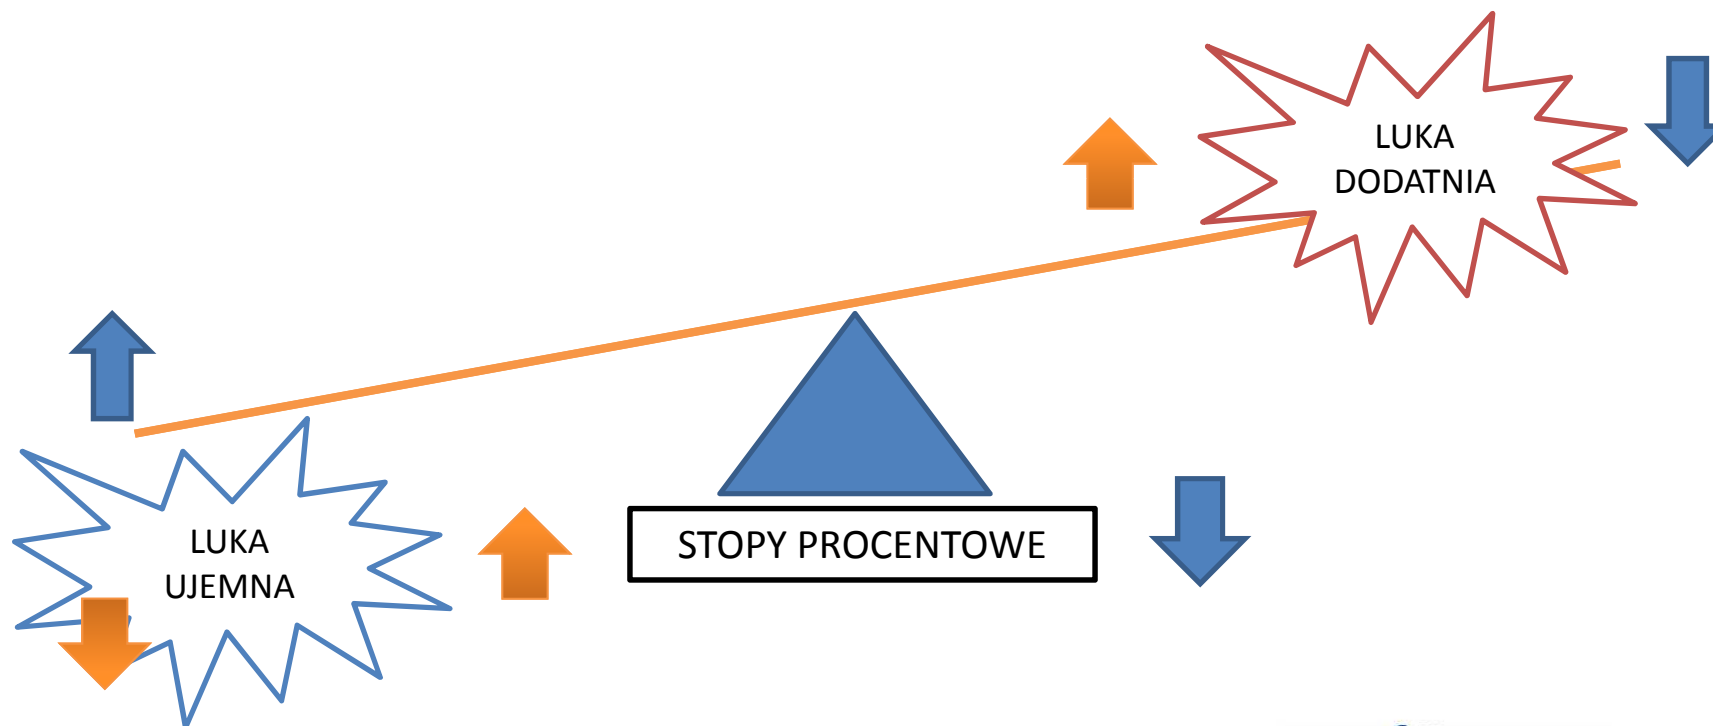 LUKA
DODATNIA
STOPY PROCENTOWE
LUKA
UJEMNA